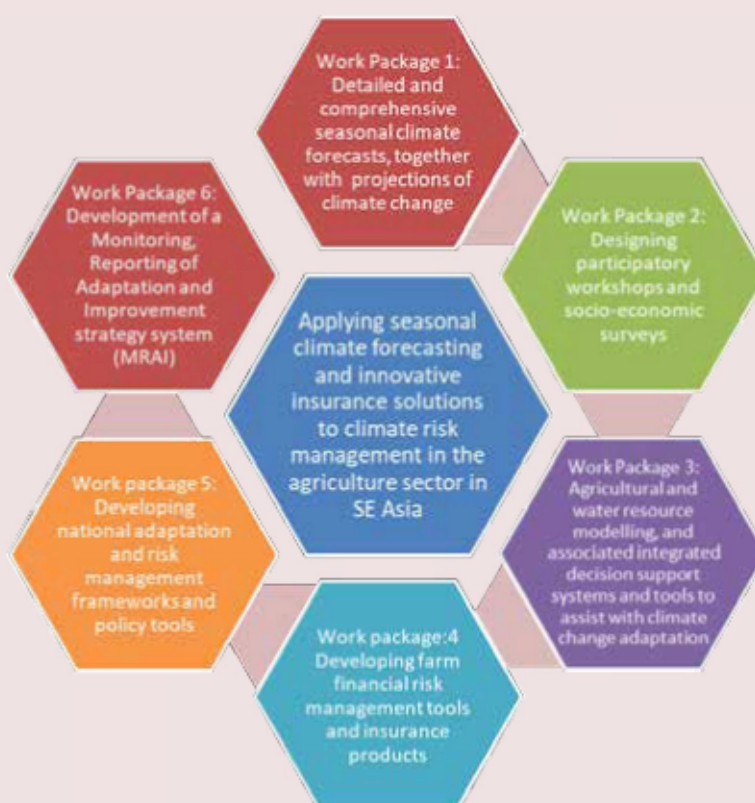 Work Package 1:
Detailed and
comprehensive
seasonal climate
forecasts, together
with projections of
climate change
Work Package 2:
Designing
participatory
workshops and
socio-economic
surveys
Work Package 3:
Agricultural and
water resource
modelling, and
associated integrated
decision support
systems and tools to
assist with climate
change adaptation
Work package:4
Developing farm
financial risk
management tools
and insurance
products
Work package 5:
Developing
national adaptation
and risk
management
frameworks and
policy tools
Work Package 6:
Development of a
Monitoring,
Reporting of
Adaptation and
Improvement
strategy system
(MRAI)
Applying seasonal
climate forecasting
and innovative
insurance solutions
to climate risk
management in the
agriculture sector in
SE Asia